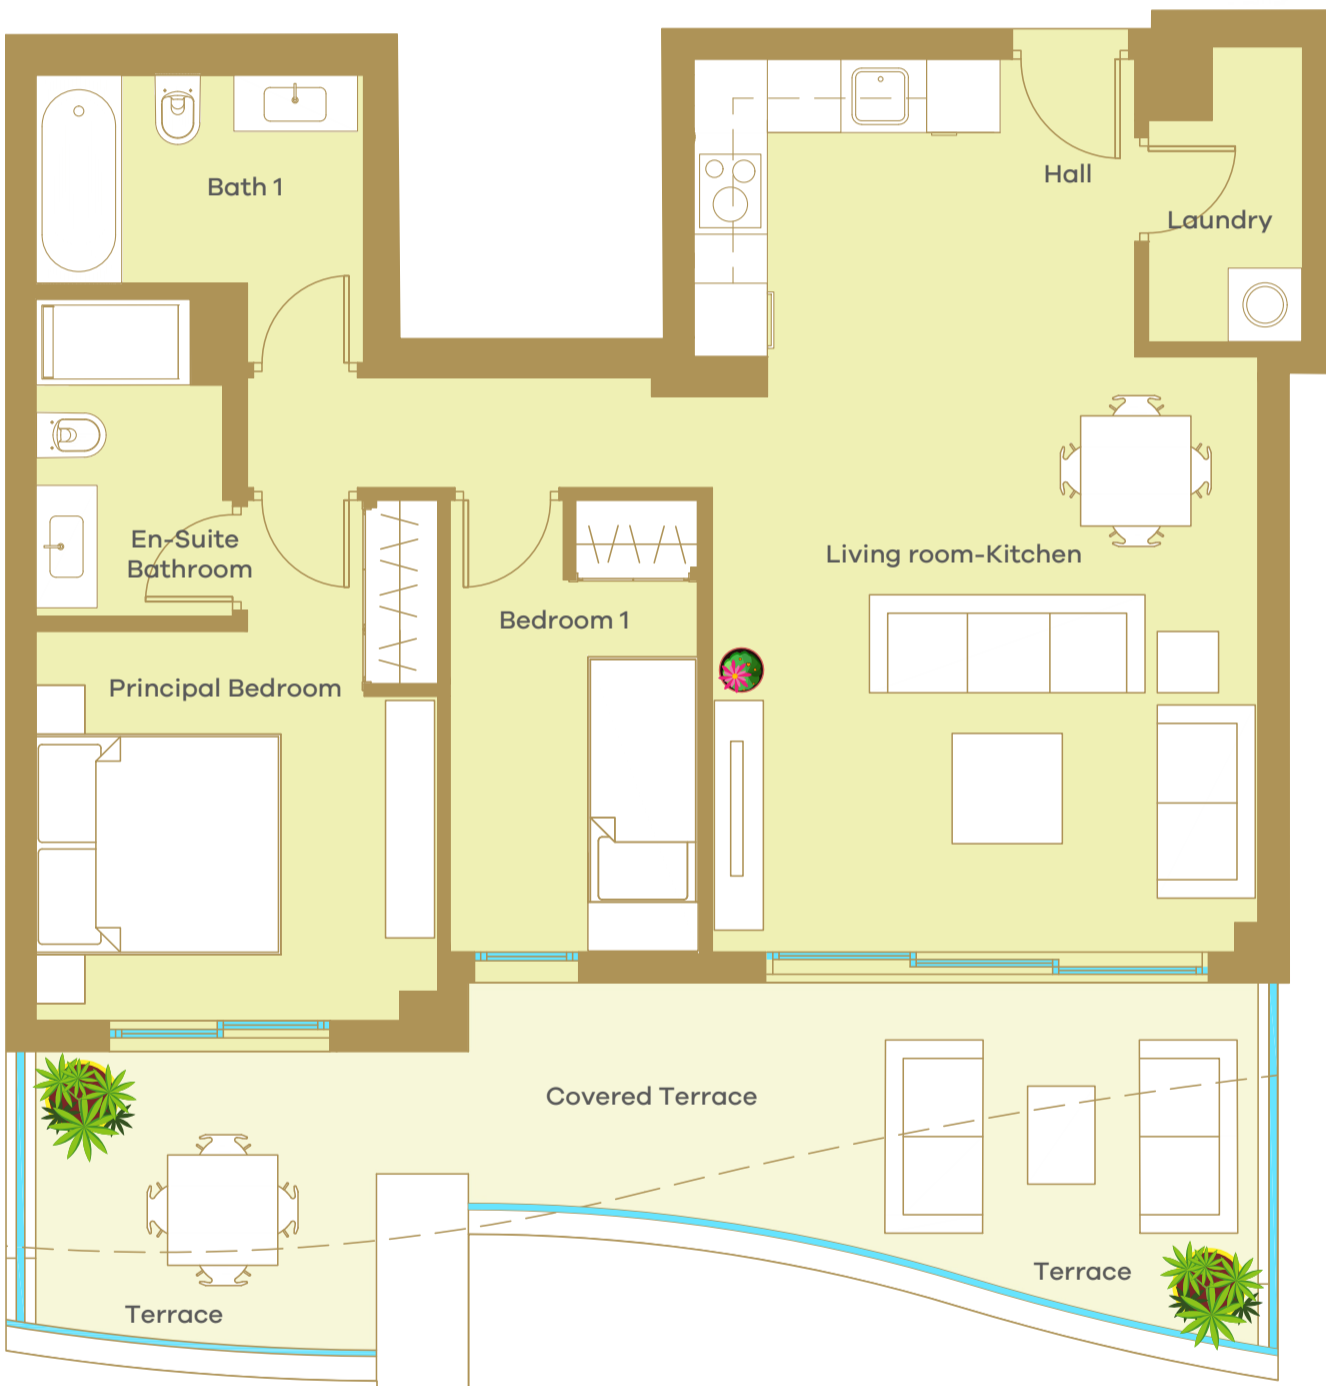 Bath 1
Hall
Laundry
En-Suite
Bathroom
Living room-Kitchen
Bedroom 1
Principal Bedroom
Covered Terrace
Terrace
Terrace